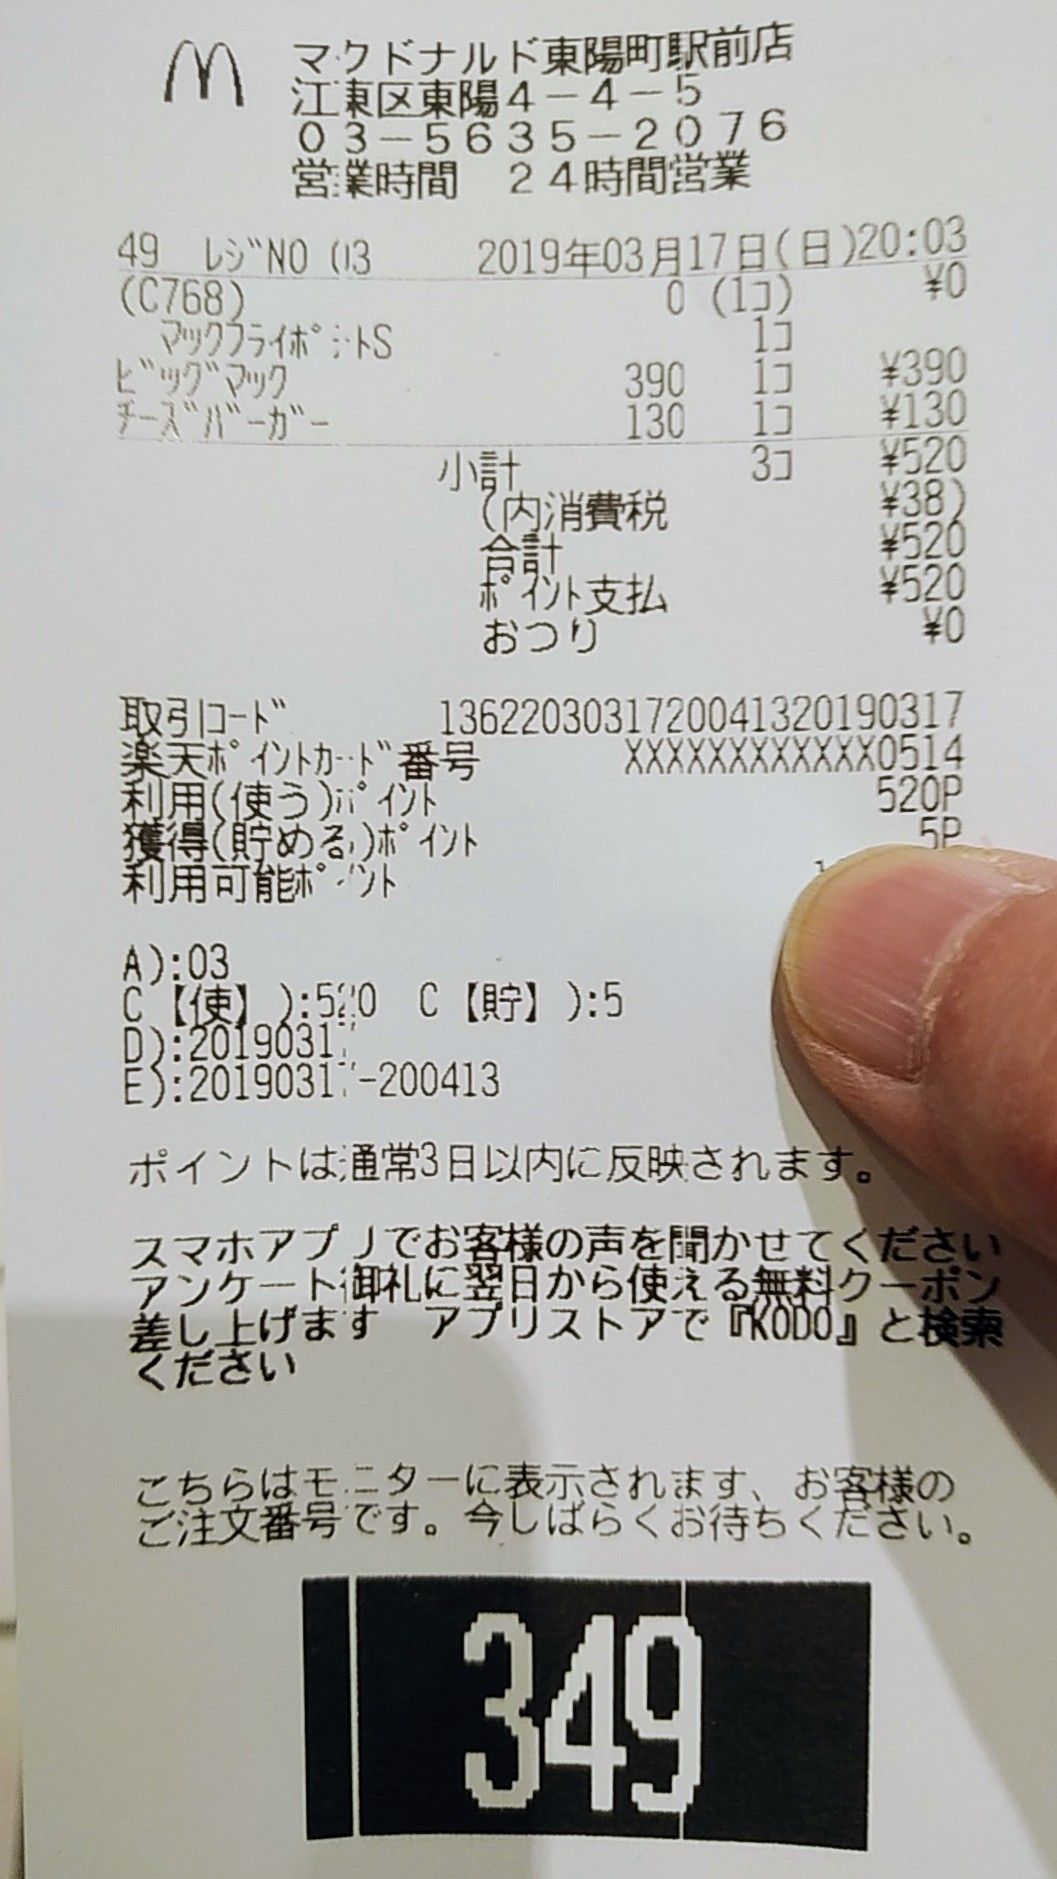 マクドナルド東陽町駅前店
江東区東陽4-4-5
03-5635-2076
営業時間 24時間営業
49 レジNO 03 2019年03月17日(日)20:03
(C768) 0 (1コ) ¥0
マックフライポテトS 1コ
ビッグマック 390 1コ ¥390
チーズバーガー 130 1コ ¥130
小計 3コ ¥520
(内消費税 ¥38)
合計 ¥520
ポイント支払 ¥520
おつり ¥0
取引コード 1362203031720041320190317
楽天ポイントカード番号 XXXXXXXXXXXX0514
利用(使う)ポイント 520P
獲得(貯める)ポイント 5P
利用可能ポイント
A):03
C【使】):520 C【貯】):5
D):20190317
E):20190317-200413
ポイントは通常3日以内に反映されます。
スマホアプリでお客様の声を聞かせてください
アンケート御礼に翌日から使える無料クーポン
差し上げます アプリストアで『KODO』と検索
ください
こちらはモニターに表示されます、お客様の
ご注文番号です。今しばらくお待ちください。
349